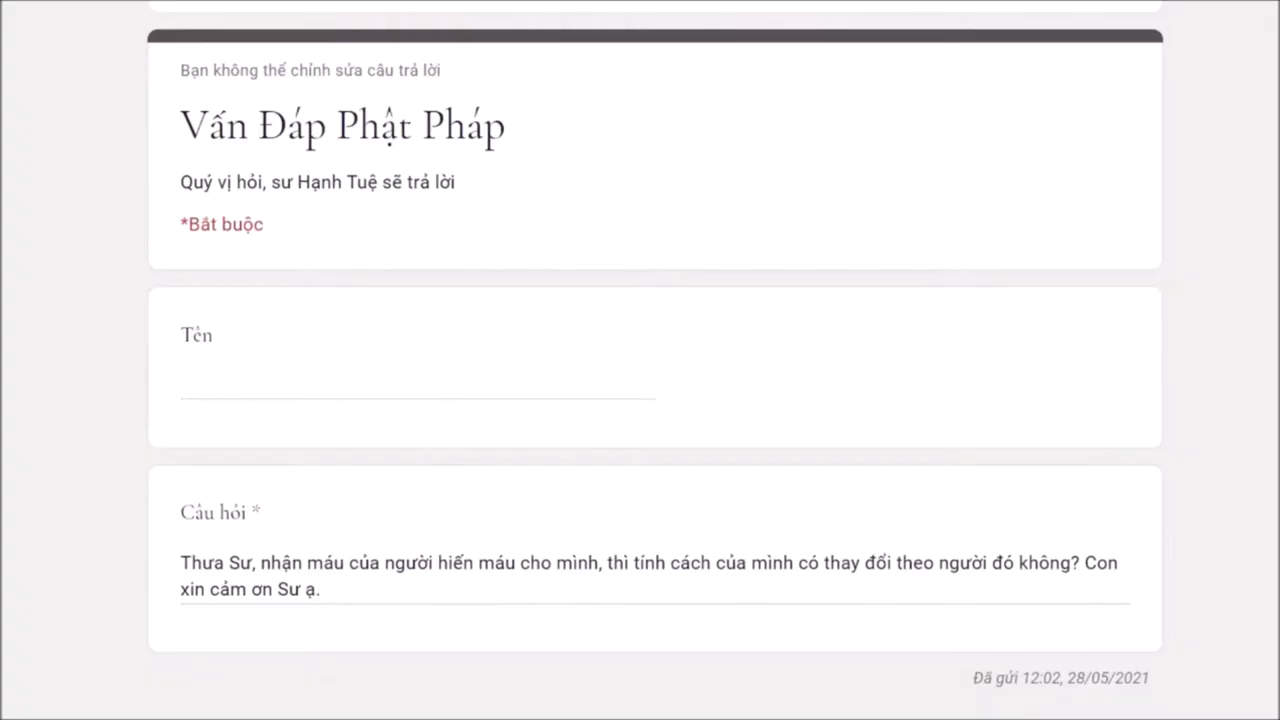 Bạn không thể chỉnh sửa câu trả lời
Vấn Đáp Phật Pháp
Quý vị hỏi, sư Hạnh Tuệ sẽ trả lời
*Bắt buộc
Tên
Câu hỏi *
Thưa Sư, nhận máu của người hiến máu cho mình, thì tính cách của mình có thay đổi theo người đó không? Con
xin cảm ơn Sư ạ.
Đã gửi 12:02, 28/05/2021